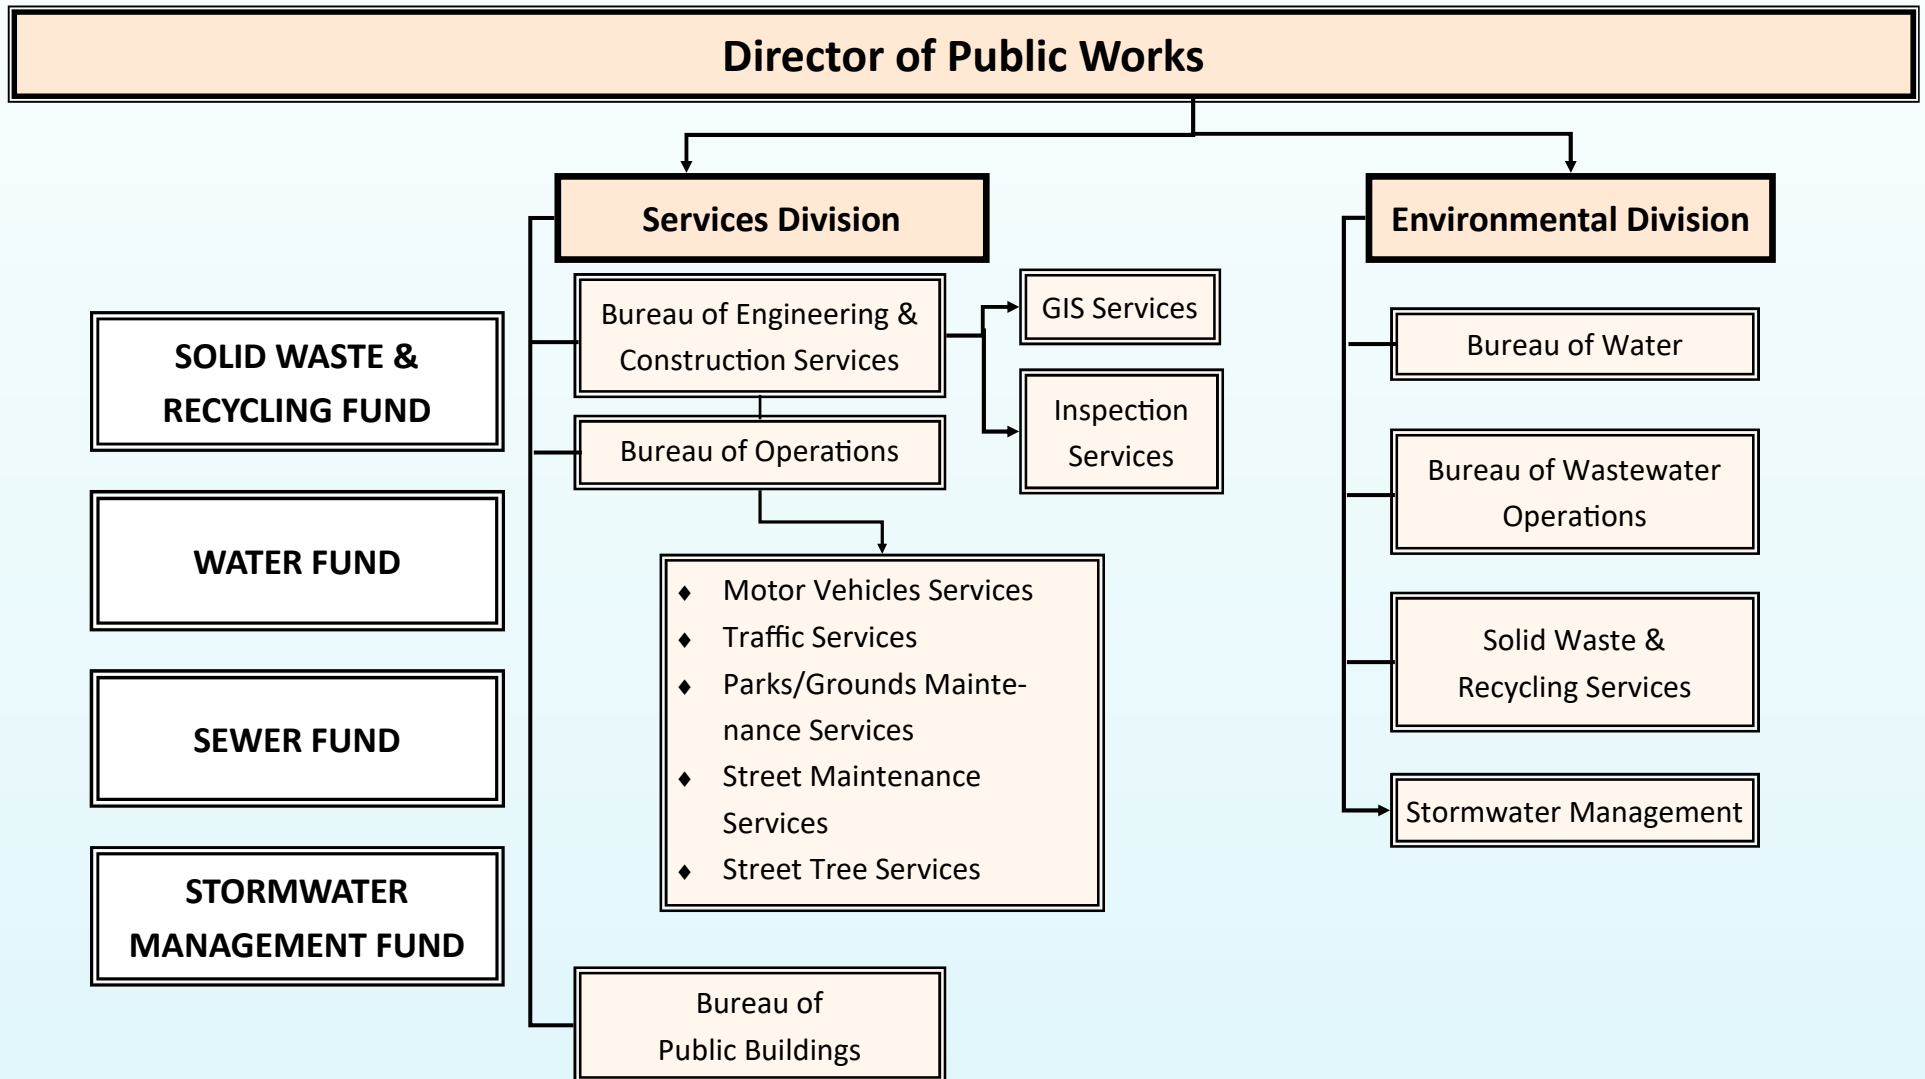 Director of Public Works
Services Division
Environmental Division
SOLID WASTE &
RECYCLING FUND
WATER FUND
SEWER FUND
STORMWATER
MANAGEMENT FUND
Bureau of Engineering &
Construction Services
GIS Services
Inspection
Services
Bureau of Operations
♦ Motor Vehicles Services
♦ Traffic Services
♦ Parks/Grounds Mainte-
nance Services
♦ Street Maintenance
Services
♦ Street Tree Services
Bureau of
Public Buildings
Bureau of Water
Bureau of Wastewater
Operations
Solid Waste &
Recycling Services
Stormwater Management